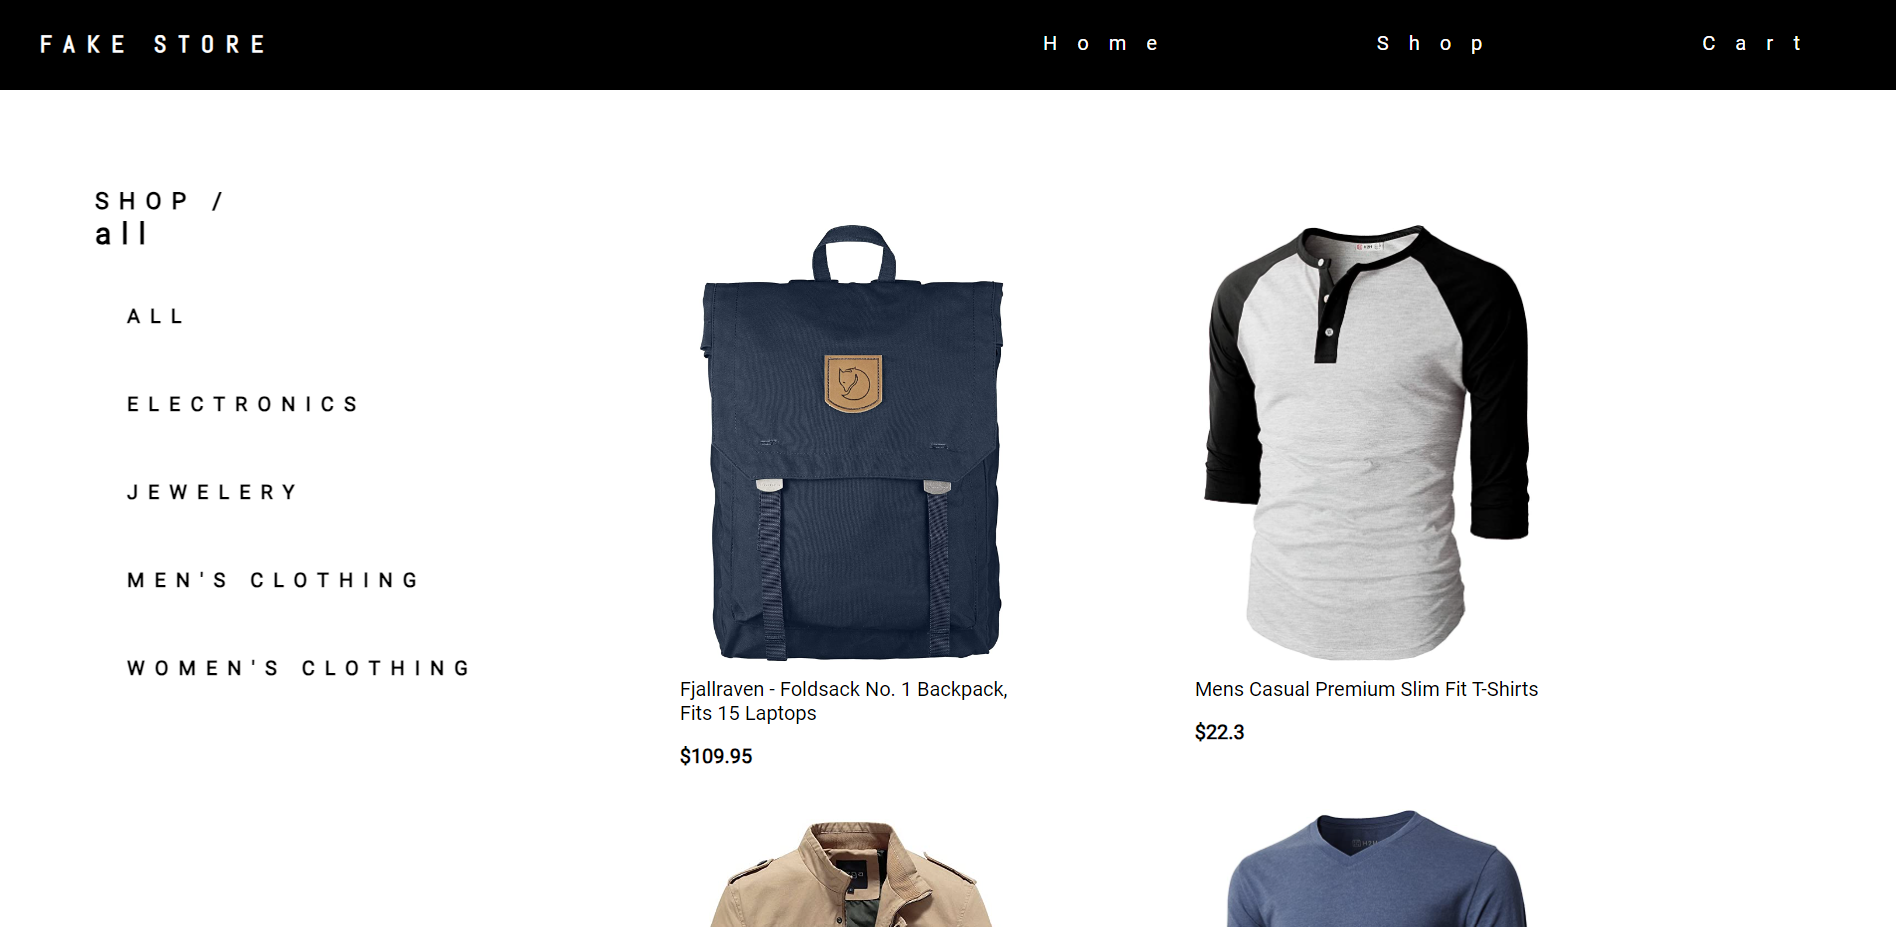 FAKE STORE
Home
Shop
Cart
SHOP /
all
ALL
ELECTRONICS
JEWELERY
MEN'S CLOTHING
WOMEN'S CLOTHING
Fjallraven - Foldsack No. 1 Backpack,
Fits 15 Laptops
$109.95
Mens Casual Premium Slim Fit T-Shirts
$22.3